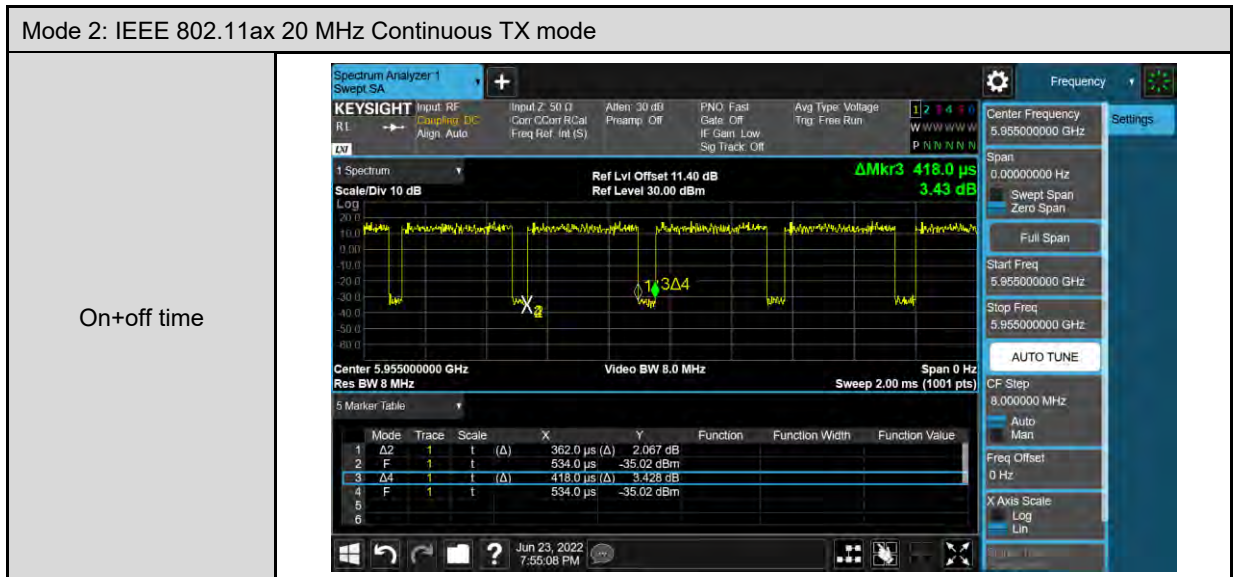 Mode 2: IEEE 802.11ax 20 MHz Continuous TX mode
On+off time
Spectrum Analyzer 1
Swept SA
Frequency
KEYSIGHT
RL
LXI
Input: RF
Coupling: DC
Align: Auto
Input Z: 50 Ω
Corr CCorr RCal
Freq Ref: Int (S)
Atten: 30 dB
Preamp: Off
PNO: Fast
Gate: Off
IF Gain: Low
Sig Track: Off
Avg Type: Voltage
Trig: Free Run
1 2 3 4 5 6
W W W W W W
P N N N N N
1 Spectrum
Scale/Div 10 dB
Log
Ref Lvl Offset 11.40 dB
Ref Level 30.00 dBm
ΔMkr3 418.0 µs
3.43 dB
20.0
10.0
0.00
-10.0
-20.0
-30.0
-40.0
-50.0
-60.0
3Δ4
Center 5.955000000 GHz
Res BW 8 MHz
Video BW 8.0 MHz
Span 0 Hz
Sweep 2.00 ms (1001 pts)
5 Marker Table
Mode Trace Scale X Y Function Function Width Function Value
1 Δ2 1 t (Δ) 362.0 µs (Δ) 2.067 dB
2 F 1 t 534.0 µs -35.02 dBm
3 Δ4 1 t (Δ) 418.0 µs (Δ) 3.428 dB
4 F 1 t 534.0 µs -35.02 dBm
5
6
Jun 23, 2022
7:55:08 PM
Center Frequency
5.955000000 GHz
Settings
Span
0.00000000 Hz
Swept Span
Zero Span
Full Span
Start Freq
5.955000000 GHz
Stop Freq
5.955000000 GHz
AUTO TUNE
CF Step
8.000000 MHz
Auto
Man
Freq Offset
0 Hz
X Axis Scale
Log
Lin